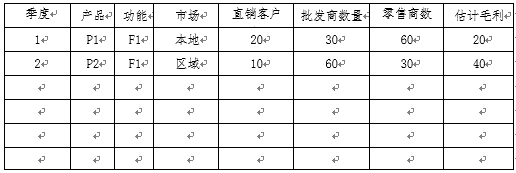 季度 产品 功能 市场 直销客户 批发商数量 零售商数 估计毛利
1 P1 F1 本地 20 30 60 20
2 P2 F1 区域 10 60 30 40